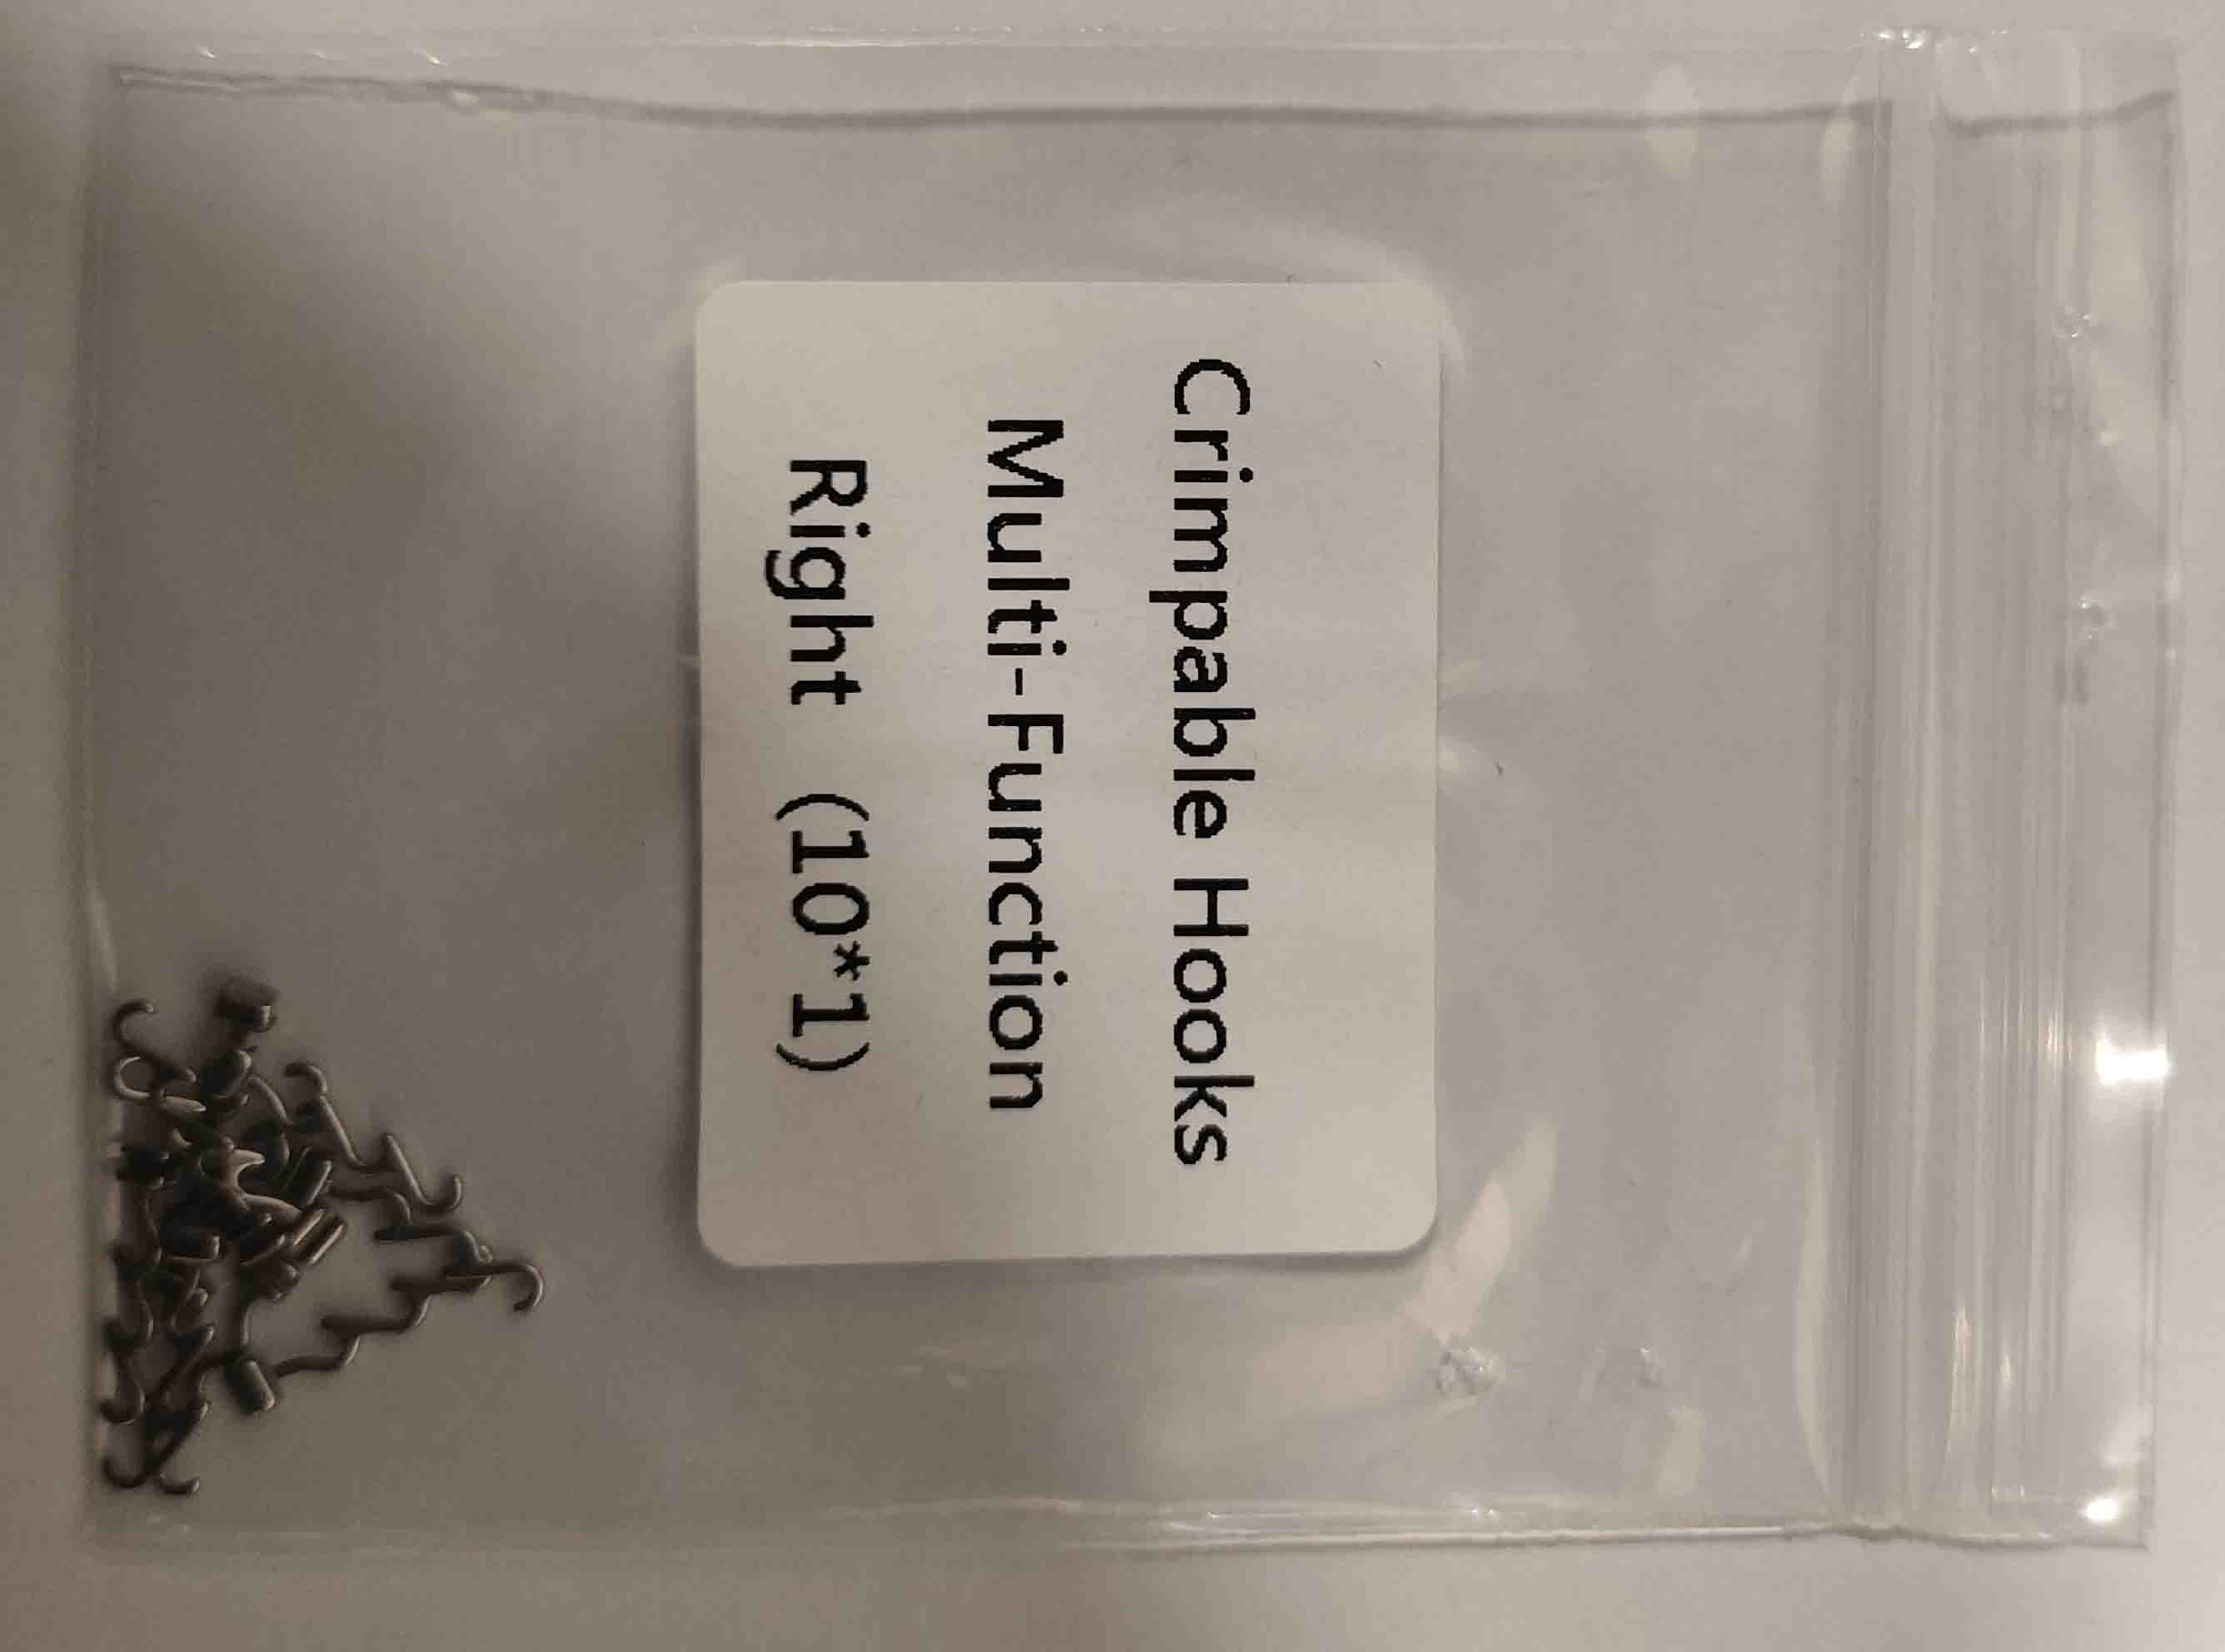 Crimpable Hooks
Multi-Function
Right (10*1)